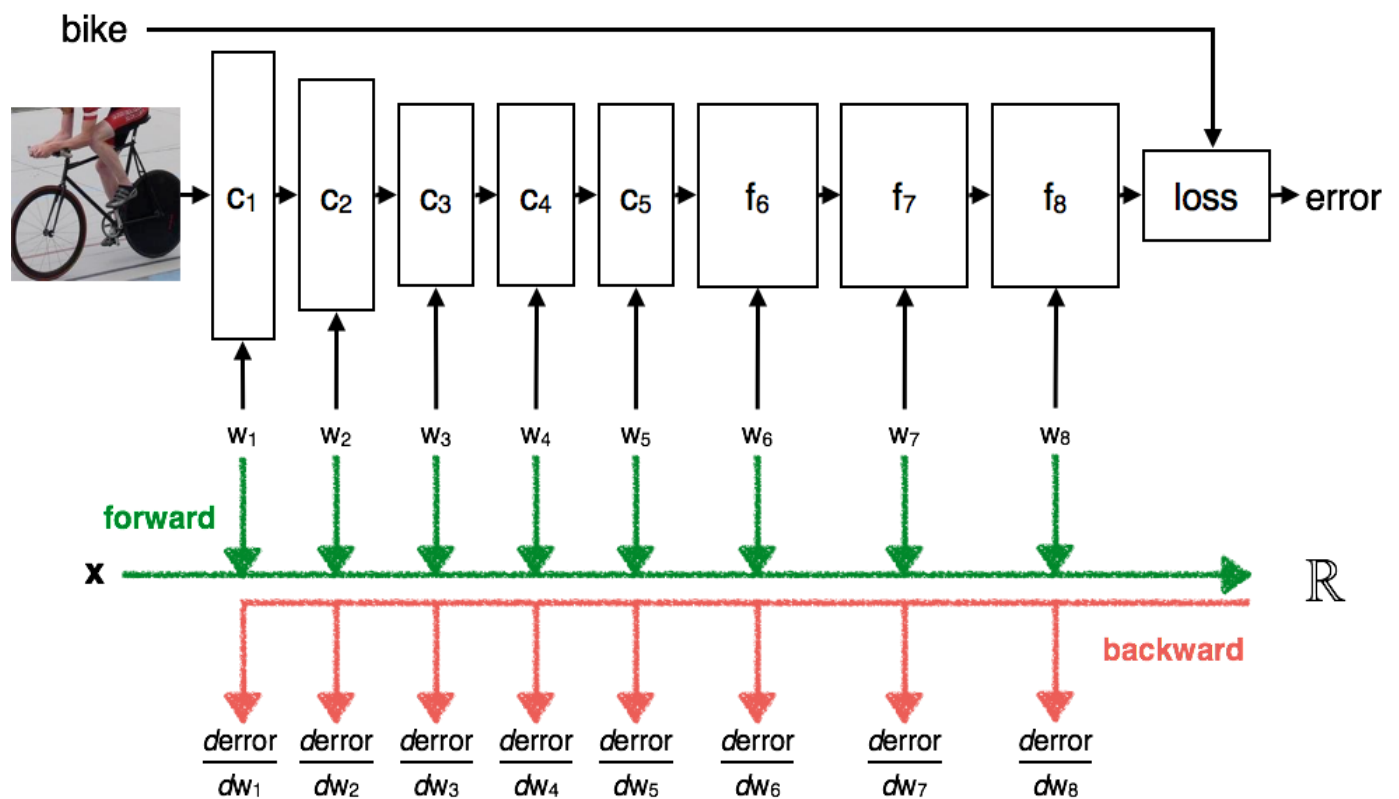 bike
c₁ c₂ c₃ c₄ c₅ f₆ f₇ f₈ loss error
w₁ w₂ w₃ w₄ w₅ w₆ w₇ w₈
forward
x ℝ
backward
derror derror derror derror derror derror derror derror
dw₁ dw₂ dw₃ dw₄ dw₅ dw₆ dw₇ dw₈